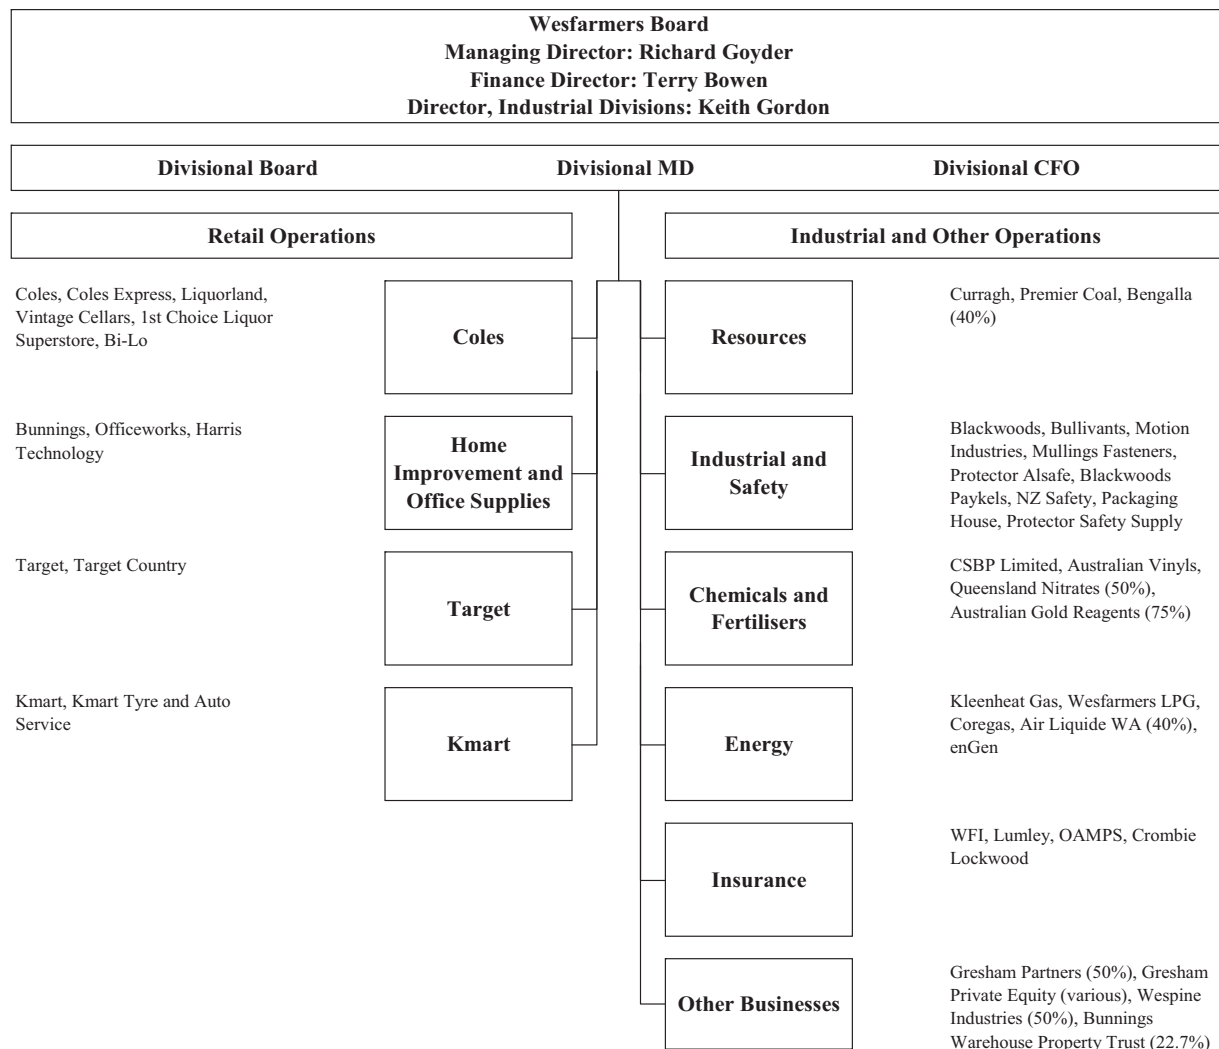 Wesfarmers Board
Managing Director: Richard Goyder
Finance Director: Terry Bowen
Director, Industrial Divisions: Keith Gordon
Divisional Board Divisional MD Divisional CFO
Retail Operations
Industrial and Other Operations
Coles, Coles Express, Liquorland,
Vintage Cellars, 1st Choice Liquor
Superstore, Bi-Lo
Coles
Resources
Curragh, Premier Coal, Bengalla
(40%)
Bunnings, Officeworks, Harris
Technology
Home
Improvement and
Office Supplies
Industrial and
Safety
Blackwoods, Bullivants, Motion
Industries, Mullings Fasteners,
Protector Alsafe, Blackwoods
Paykels, NZ Safety, Packaging
House, Protector Safety Supply
Target, Target Country
Target
Chemicals and
Fertilisers
CSBP Limited, Australian Vinyls,
Queensland Nitrates (50%),
Australian Gold Reagents (75%)
Kmart, Kmart Tyre and Auto
Service
Kmart
Energy
Kleenheat Gas, Wesfarmers LPG,
Coregas, Air Liquide WA (40%),
enGen
Insurance
WFI, Lumley, OAMPS, Crombie
Lockwood
Other Businesses
Gresham Partners (50%), Gresham
Private Equity (various), Wespine
Industries (50%), Bunnings
Warehouse Property Trust (22.7%)